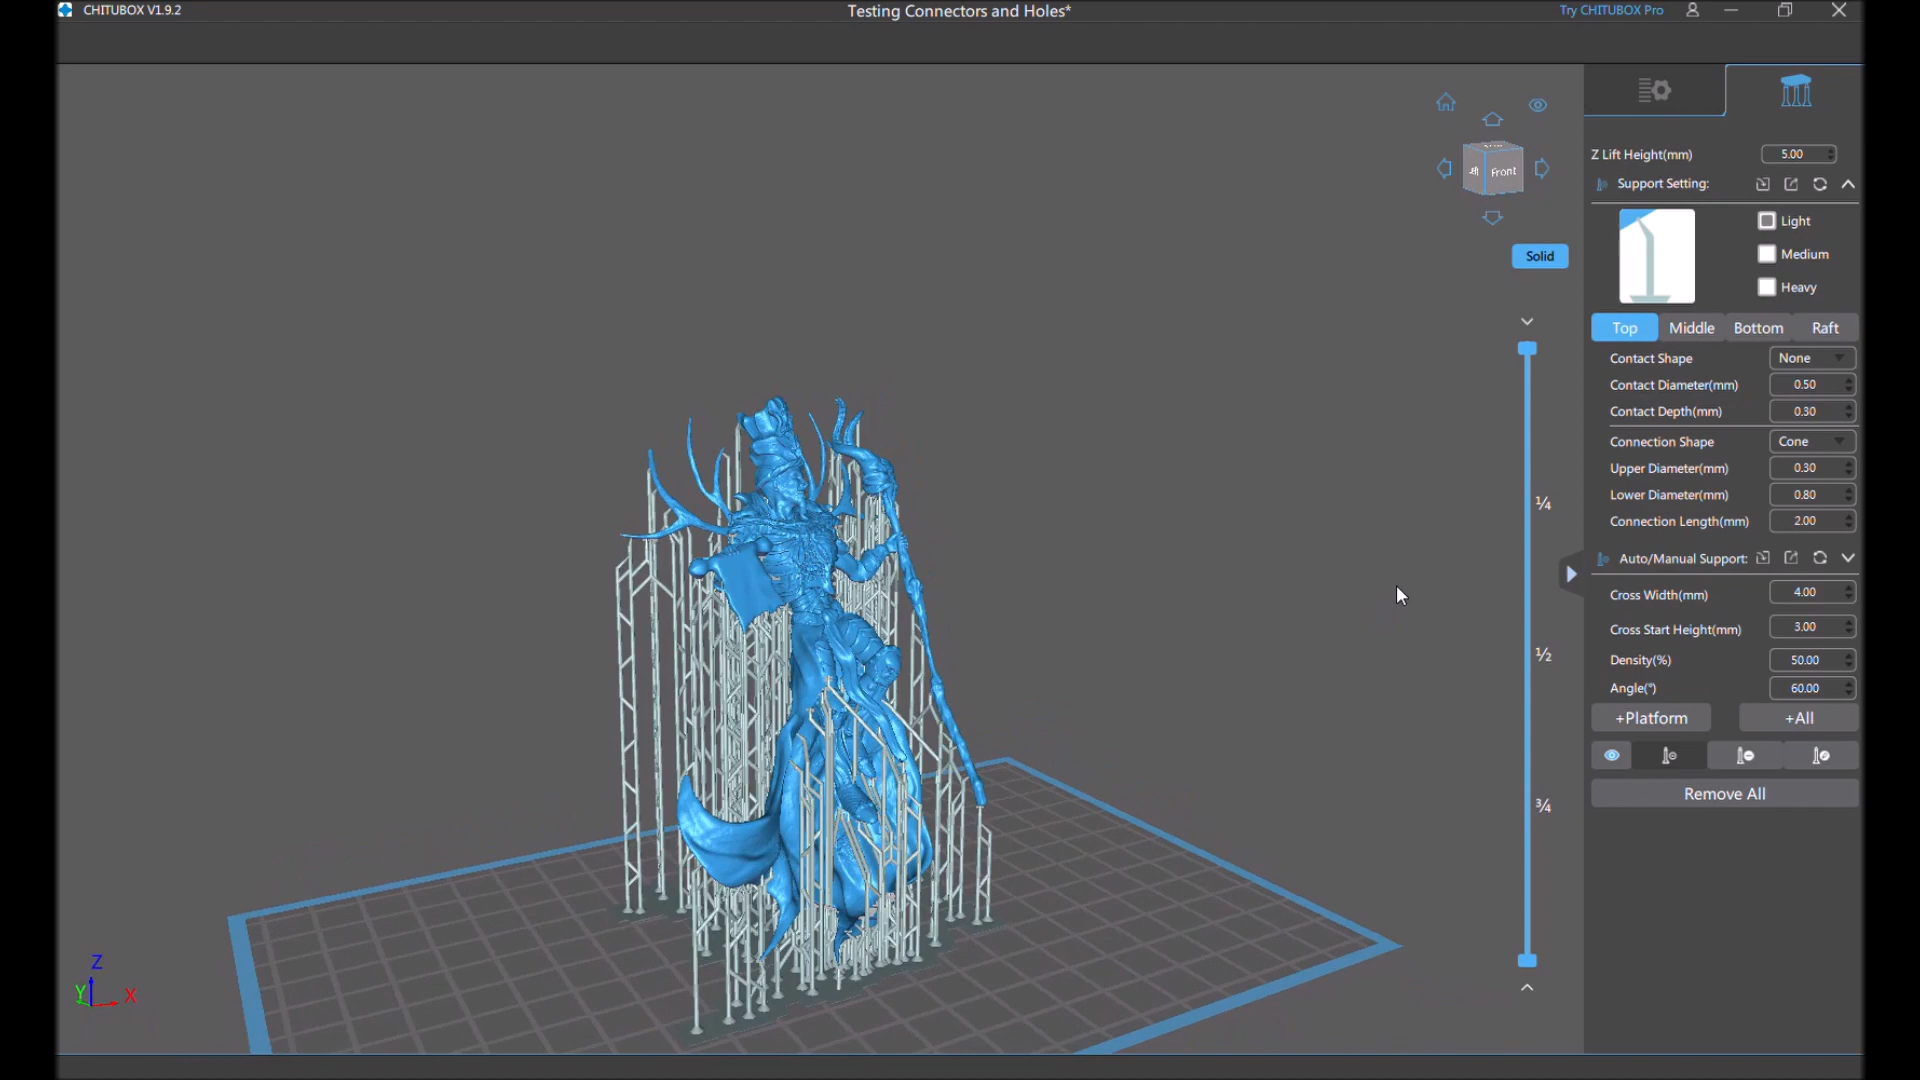 CHITUBOX V1.9.2
Testing Connectors and Holes*
Try CHITUBOX Pro
Front
Solid
¼
½
¾
Z
Y
X
Z Lift Height(mm) 5.00
Support Setting:
Light
Medium
Heavy
Top Middle Bottom Raft
Contact Shape None
Contact Diameter(mm) 0.50
Contact Depth(mm) 0.30
Connection Shape Cone
Upper Diameter(mm) 0.30
Lower Diameter(mm) 0.80
Connection Length(mm) 2.00
Auto/Manual Support:
Cross Width(mm) 4.00
Cross Start Height(mm) 3.00
Density(%) 50.00
Angle(°) 60.00
+Platform +All
Remove All